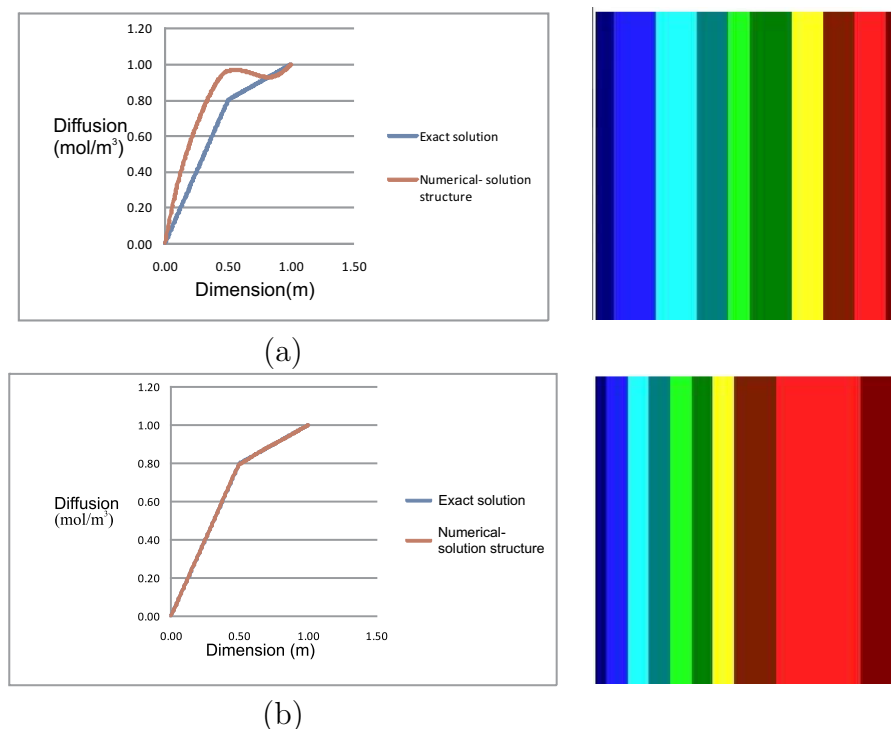 1.20
1.00
0.80
0.60
0.40
0.20
0.00
Diffusion
(mol/m³)
0.00 0.50 1.00 1.50
Dimension(m)
Exact solution
Numerical- solution
structure
(a)
1.20
1.00
0.80
0.60
0.40
0.20
0.00
Diffusion
(mol/m³)
0.00 0.50 1.00 1.50
Dimension (m)
Exact solution
Numerical-
solution structure
(b)